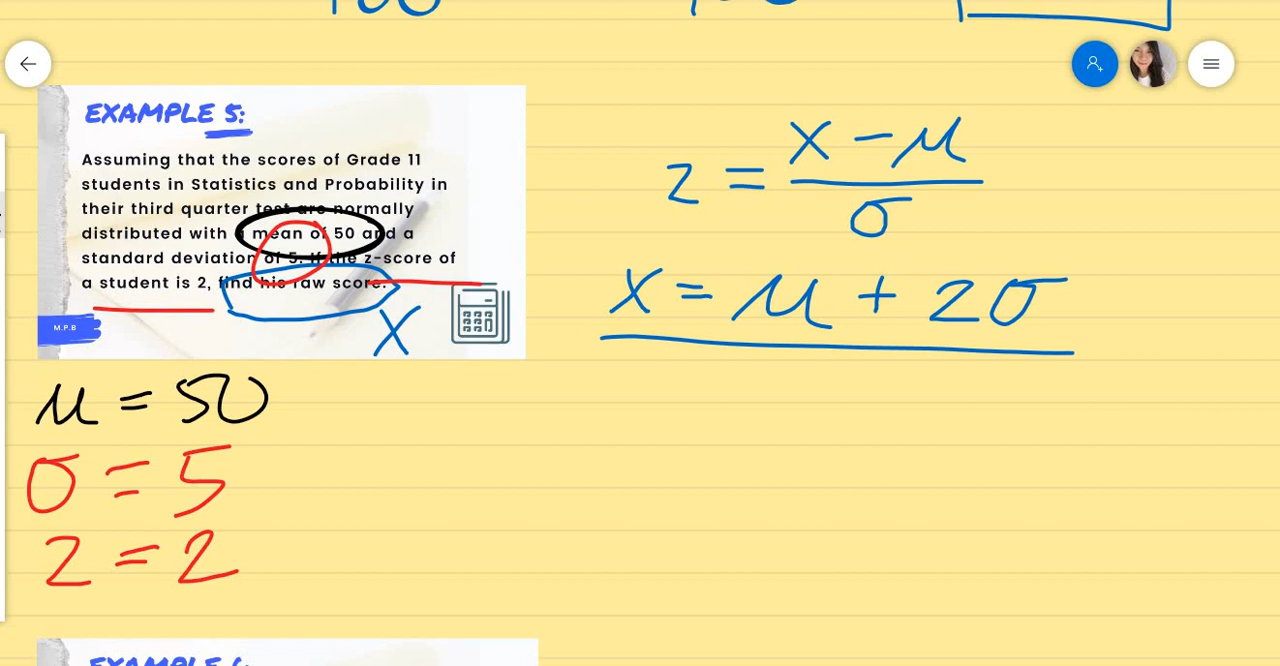 EXAMPLE 5:
Assuming that the scores of Grade 11
students in Statistics and Probability in
their third quarter test are normally
distributed with a mean of 50 and a
standard deviation of 5. If the z-score of
a student is 2, find his raw score.
M.P.B
X
μ = 50
σ = 5
z = 2
z = x - μ / σ
x = μ + zσ